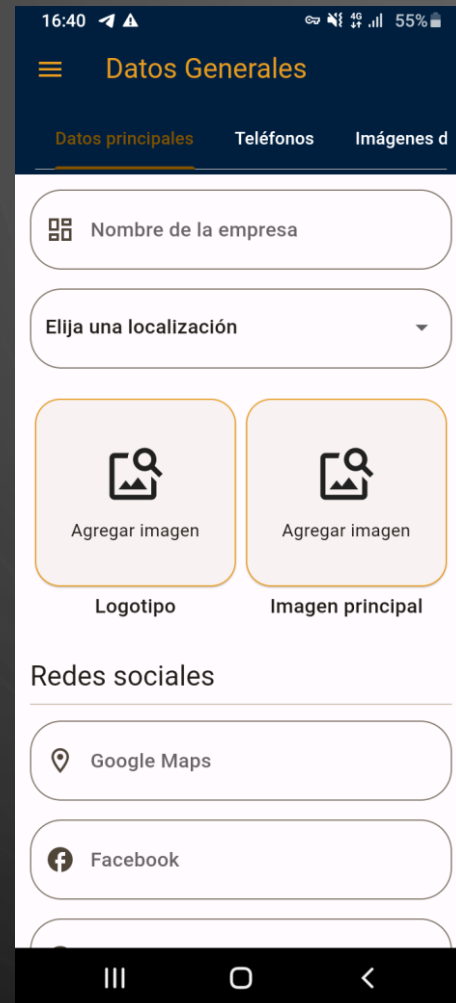 16:40 4G 55%
Datos Generales
Datos principales Teléfonos Imágenes d
Nombre de la empresa
Elija una localización
Agregar imagen Agregar imagen
Logotipo Imagen principal
Redes sociales
Google Maps
Facebook